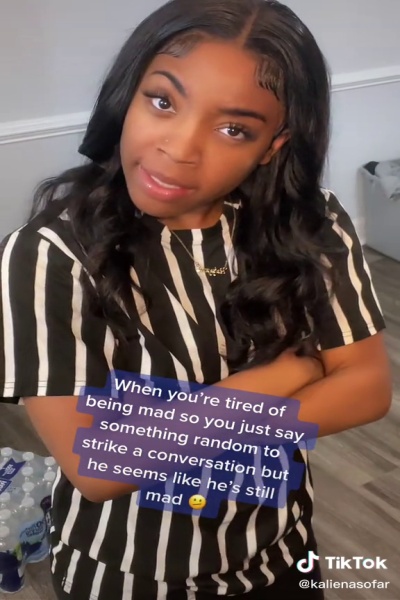 When you're tired of
being mad so you just say
something random to
strike a conversation but
he seems like he's still
mad 🫤
TikTok
@kalienasofar